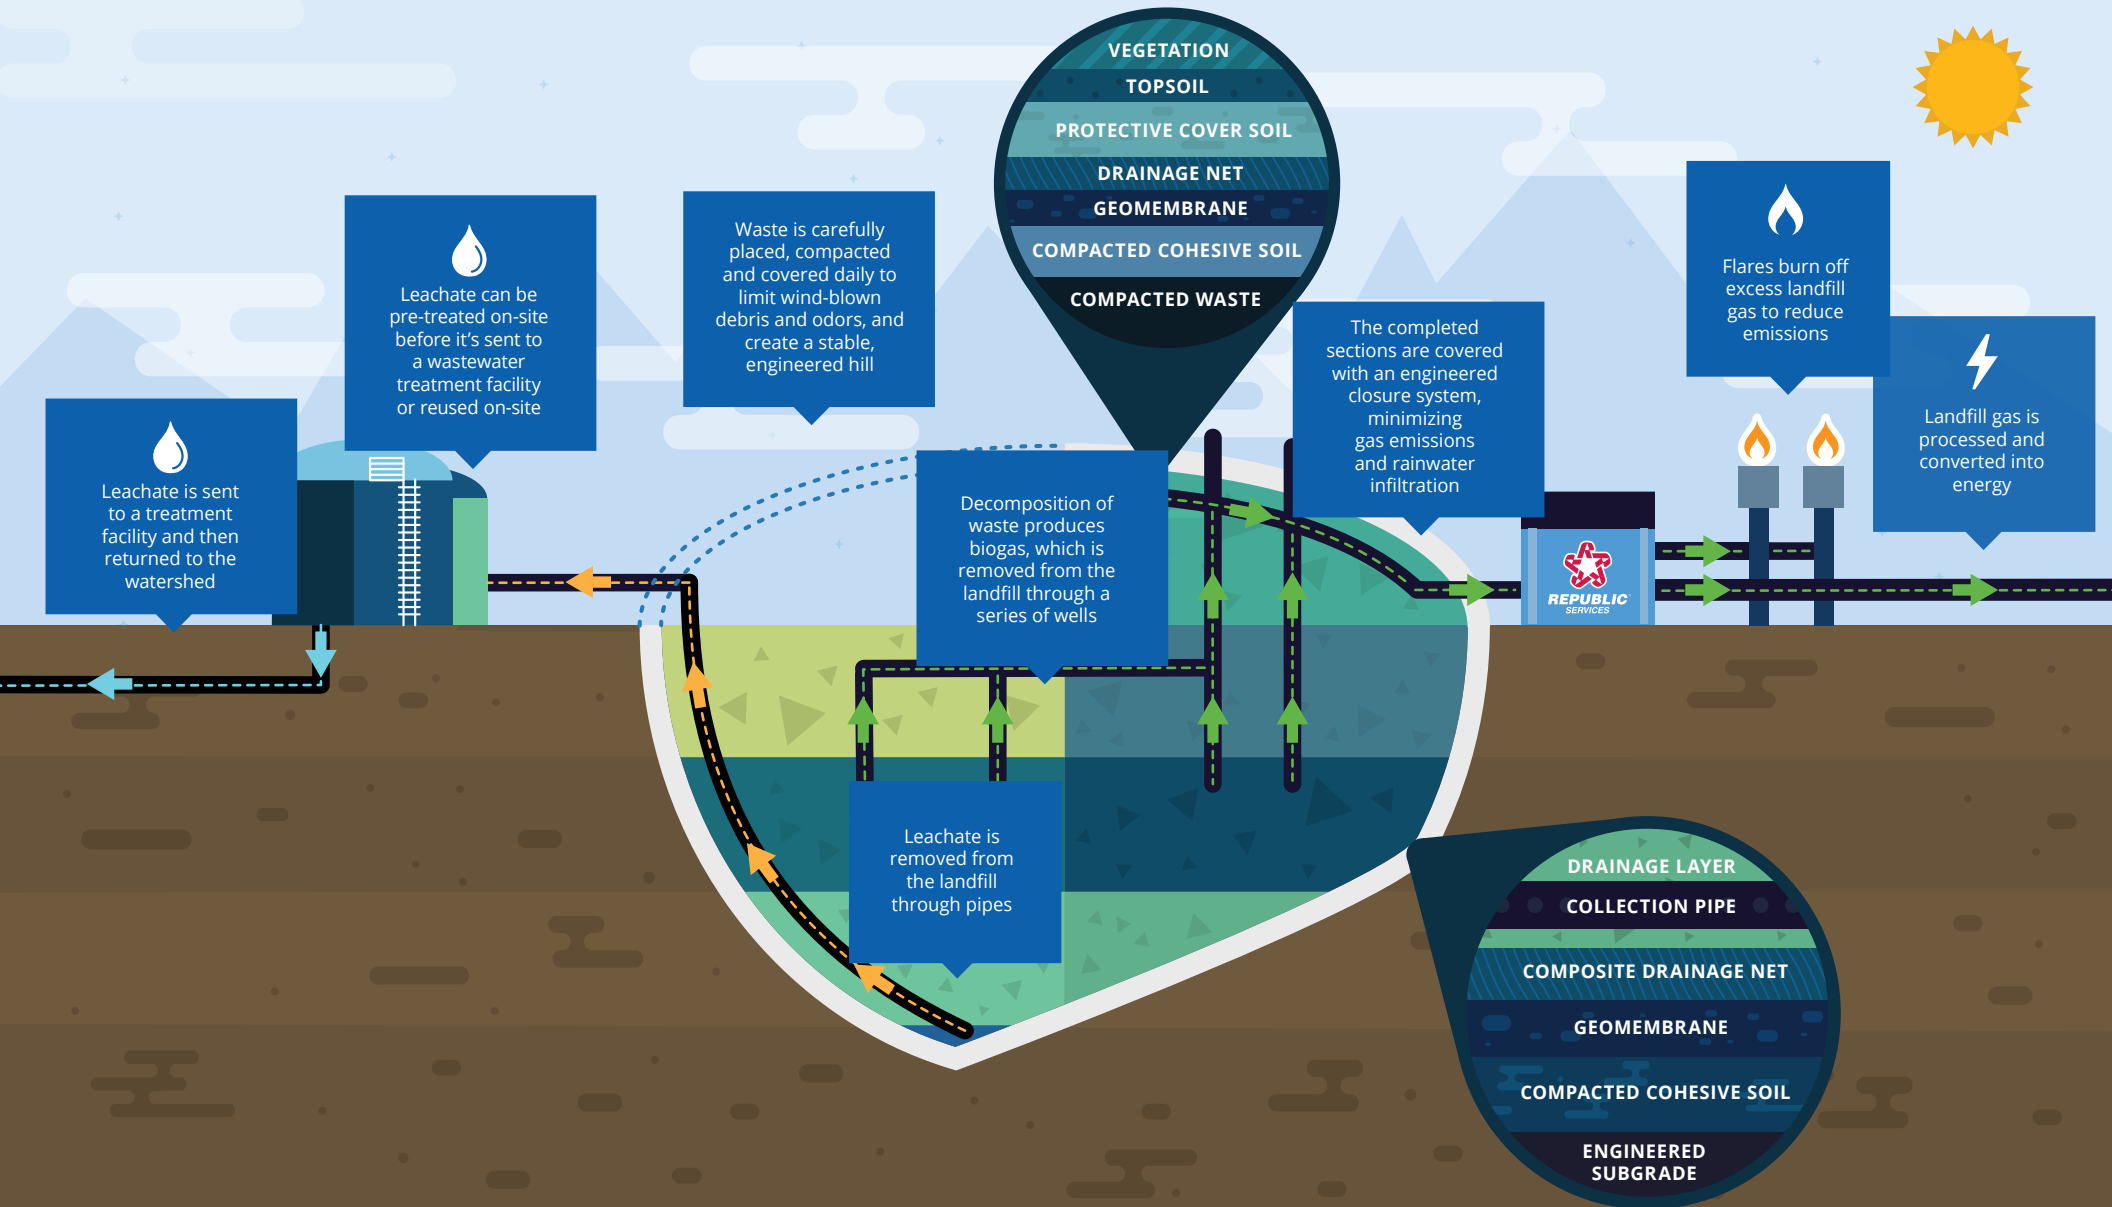 VEGETATION
TOPSOIL
PROTECTIVE COVER SOIL
DRAINAGE NET
GEOMEMBRANE
COMPACTED COHESIVE SOIL
COMPACTED WASTE
Leachate is sent
to a treatment
facility and then
returned to the
watershed
Leachate can be
pre-treated on-site
before it’s sent to
a wastewater
treatment facility
or reused on-site
Waste is carefully
placed, compacted
and covered daily to
limit wind-blown
debris and odors, and
create a stable,
engineered hill
Decomposition of
waste produces
biogas, which is
removed from the
landfill through a
series of wells
The completed
sections are covered
with an engineered
closure system,
minimizing
gas emissions
and rainwater
infiltration
Flares burn off
excess landfill
gas to reduce
emissions
Landfill gas is
processed and
converted into
energy
REPUBLIC
SERVICES
Leachate is
removed from
the landfill
through pipes
DRAINAGE LAYER
COLLECTION PIPE
COMPOSITE DRAINAGE NET
GEOMEMBRANE
COMPACTED COHESIVE SOIL
ENGINEERED
SUBGRADE